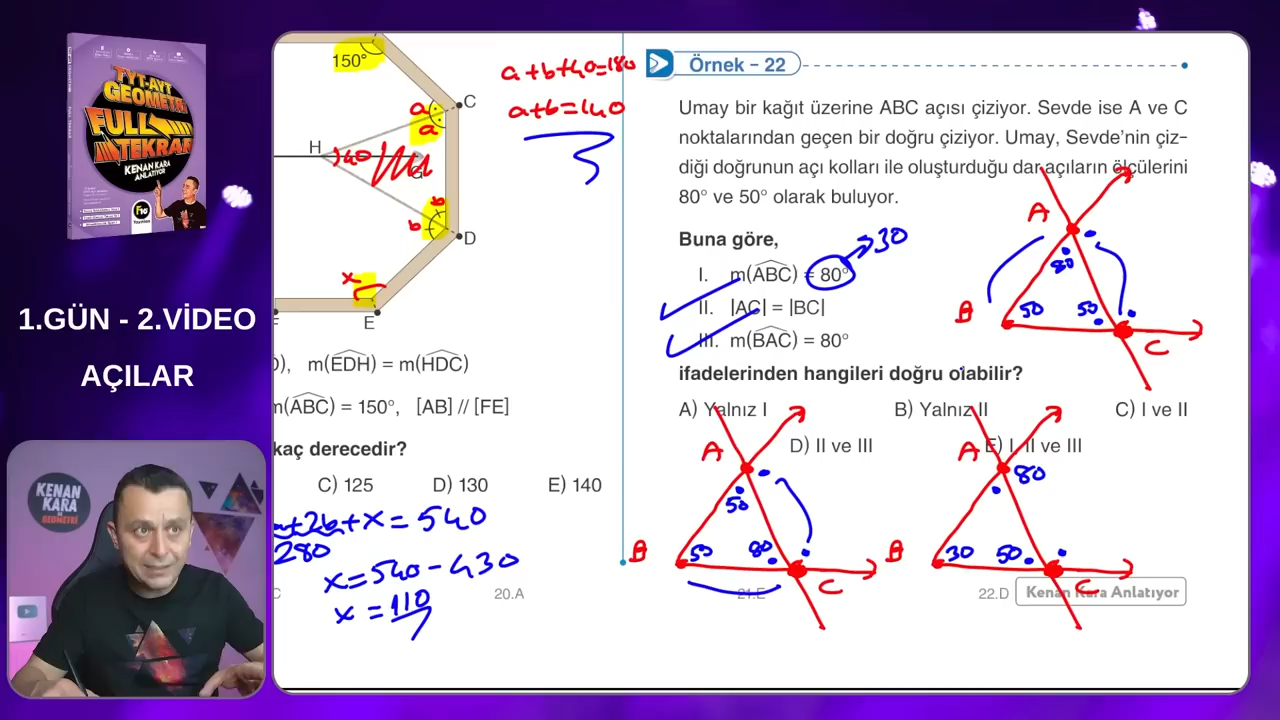 TYT-AYT
GEOMETRİ
FULL
TEKRAR
KENAN KARA
ANLATIYOR
1.GÜN - 2.VİDEO
AÇILAR
KENAN
KARA
150°
C
a
a
H
40
G
b
b
D
x
E
F
a+b+40=180
a+b=140
m(EDH) = m(HDC)
m(ABC) = 150°, [AB] // [FE]
kaç derecedir?
C) 125 D) 130 E) 140
+2b+x=540
280
x=540-430
x=110
20.A
21.E
Örnek – 22
Umay bir kağıt üzerine ABC açısı çiziyor. Sevde ise A ve C
noktalarından geçen bir doğru çiziyor. Umay, Sevde'nin çiz-
diği doğrunun açı kolları ile oluşturduğu dar açıların ölçülerini
80° ve 50° olarak buluyor.
Buna göre,
I. m(ABC) = 80° → 30
II. |AC| = |BC|
III. m(BAC) = 80°
ifadelerinden hangileri doğru olabilir?
A) Yalnız I B) Yalnız II C) I ve II
D) II ve III E) I, II ve III
A
80
B 50 50
C
A
50
B 50 80
C
A 80
B 30 50
C
22.D Kenan Kara Anlatıyor